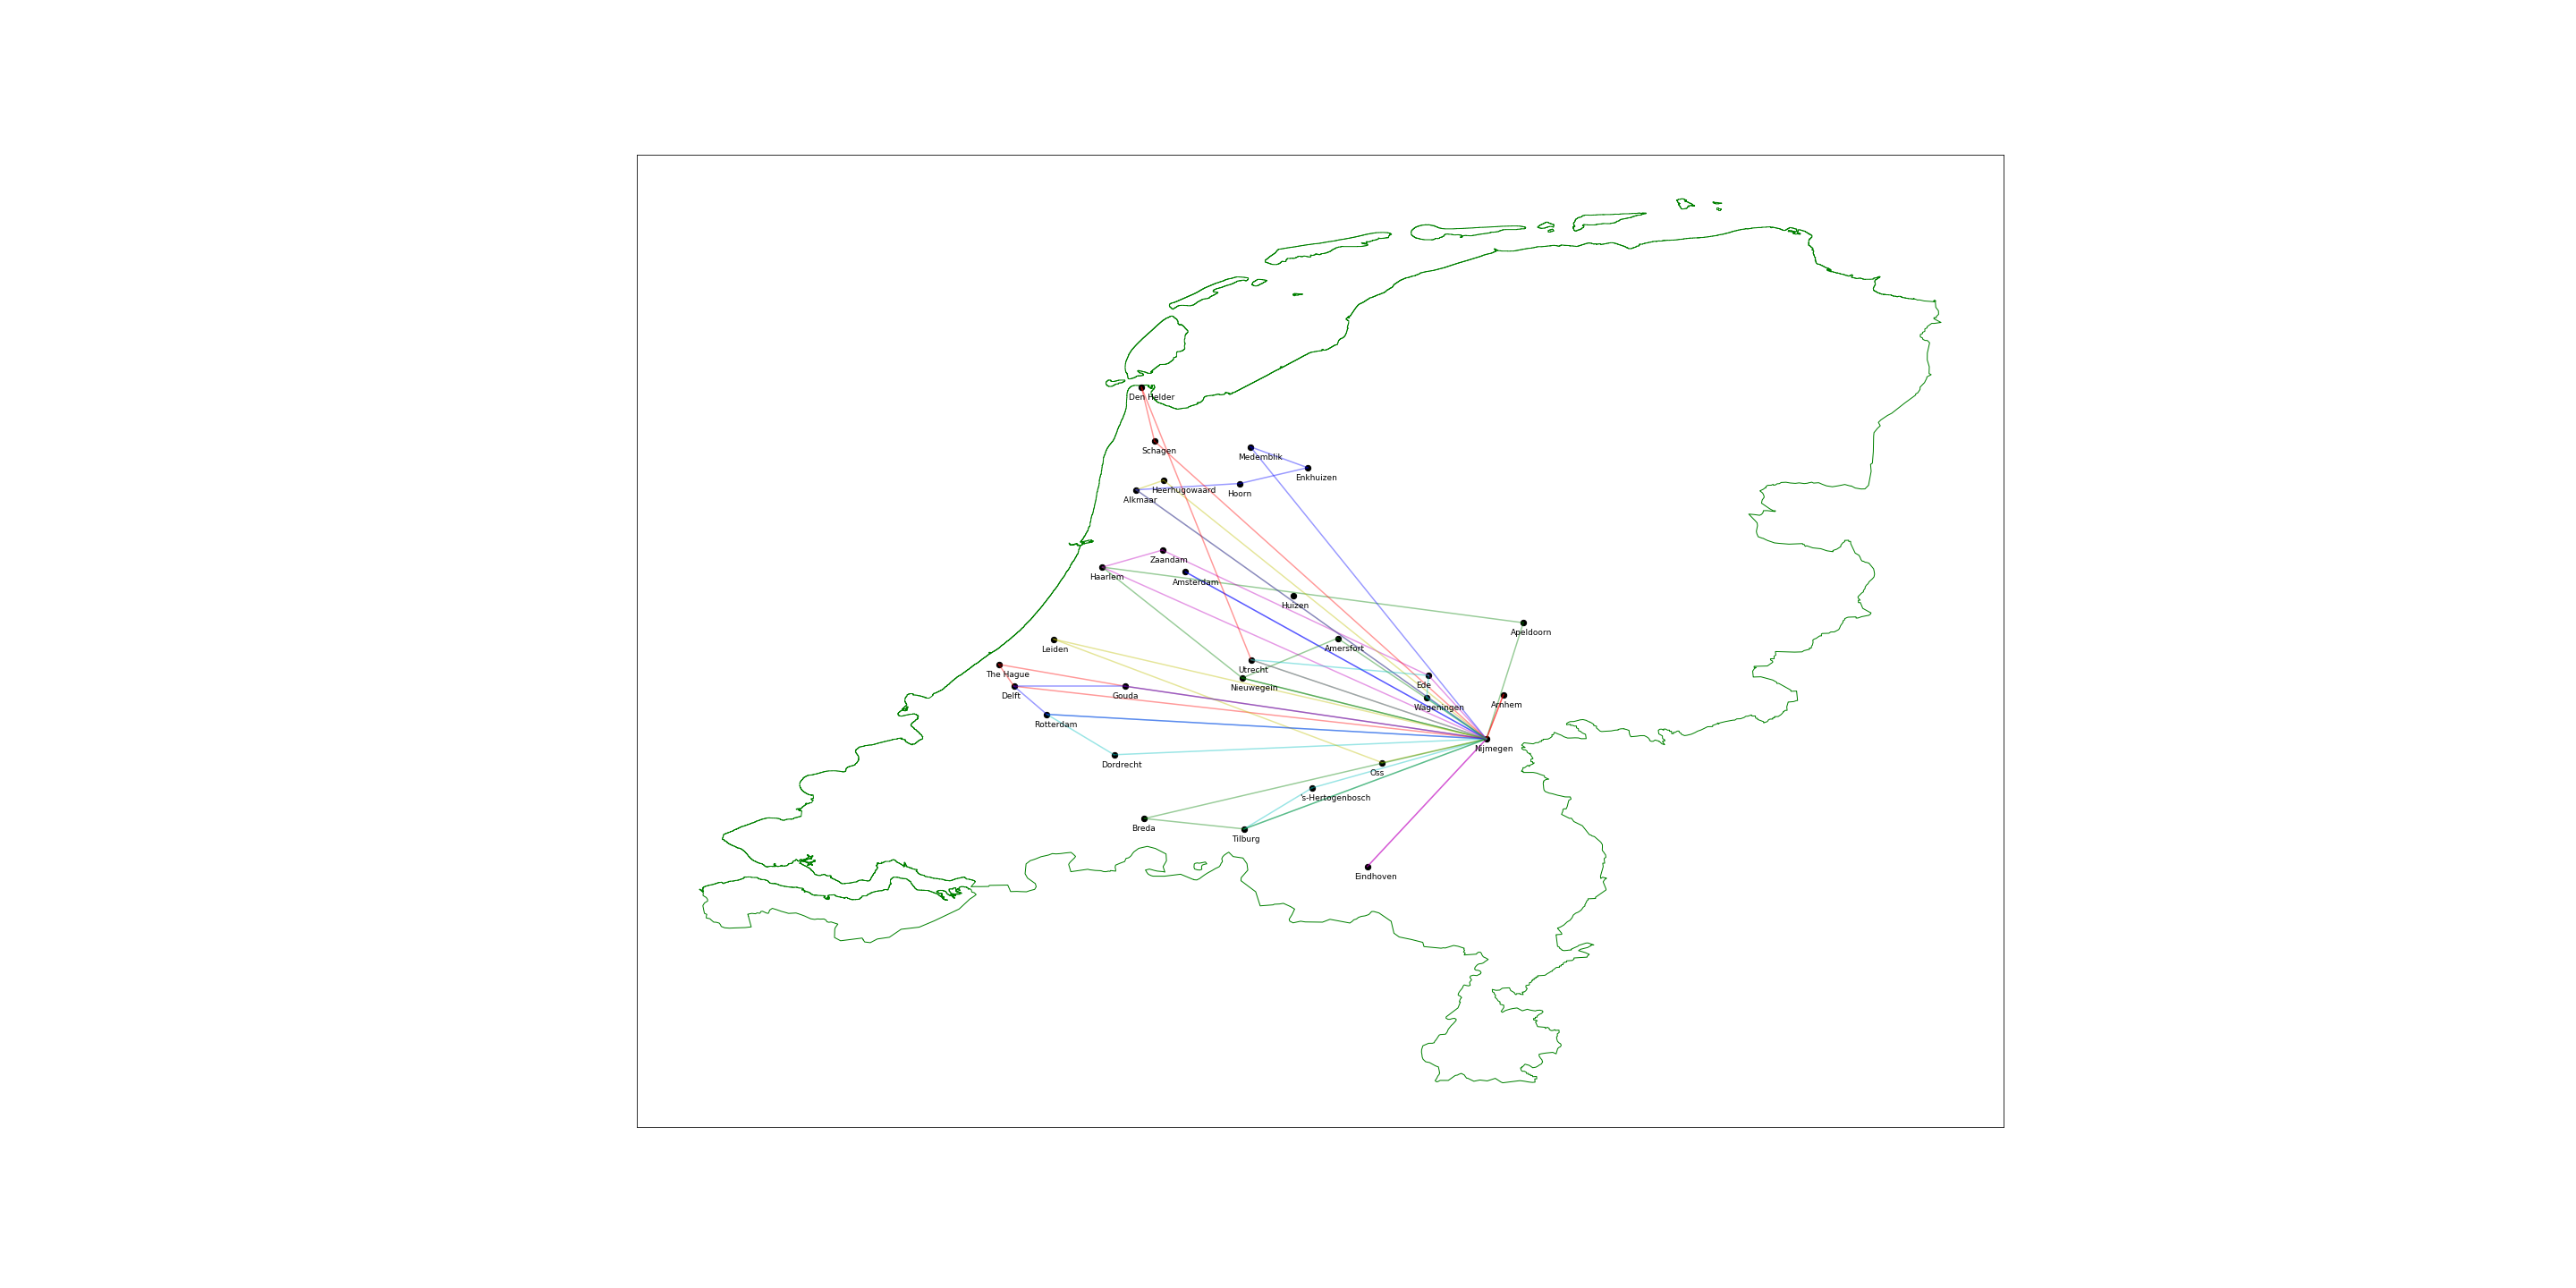 Den Helder
Schagen
Medemblik
Enkhuizen
Heerhugowaard
Hoorn
Alkmaar
Zaandam
Haarlem
Amsterdam
Huizen
Apeldoorn
Leiden
Amersfort
Utrecht
The Hague
Ede
Nieuwegein
Delft
Gouda
Arnhem
Wageningen
Rotterdam
Nijmegen
Dordrecht
Oss
's-Hertogenbosch
Breda
Tilburg
Eindhoven